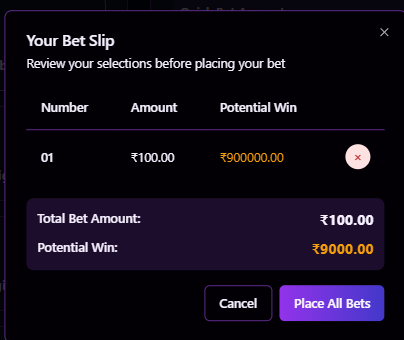 Your Bet Slip
Review your selections before placing your bet
Number Amount Potential Win
01 ₹100.00 ₹900000.00 ×
Total Bet Amount: ₹100.00
Potential Win: ₹9000.00
Cancel Place All Bets